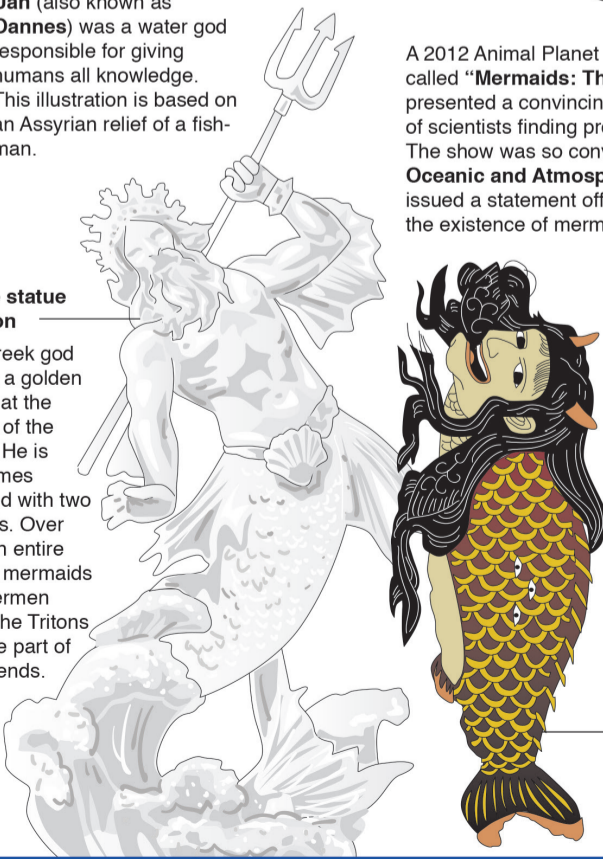 (also known as
) was a water god
responsible for giving
humans all knowledge.
This illustration is based on
an Assyrian relief of a fish-
man.
A 2012 Animal Planet
called “Mermaids: Th
presented a convincin
of scientists finding pr
The show was so con
Oceanic and Atmosp
issued a statement off
the existence of merm
statue
on
reek god
a golden
at the
of the
He is
mes
d with two
s. Over
n entire
mermaids
ermen
he Tritons
e part of
ends.